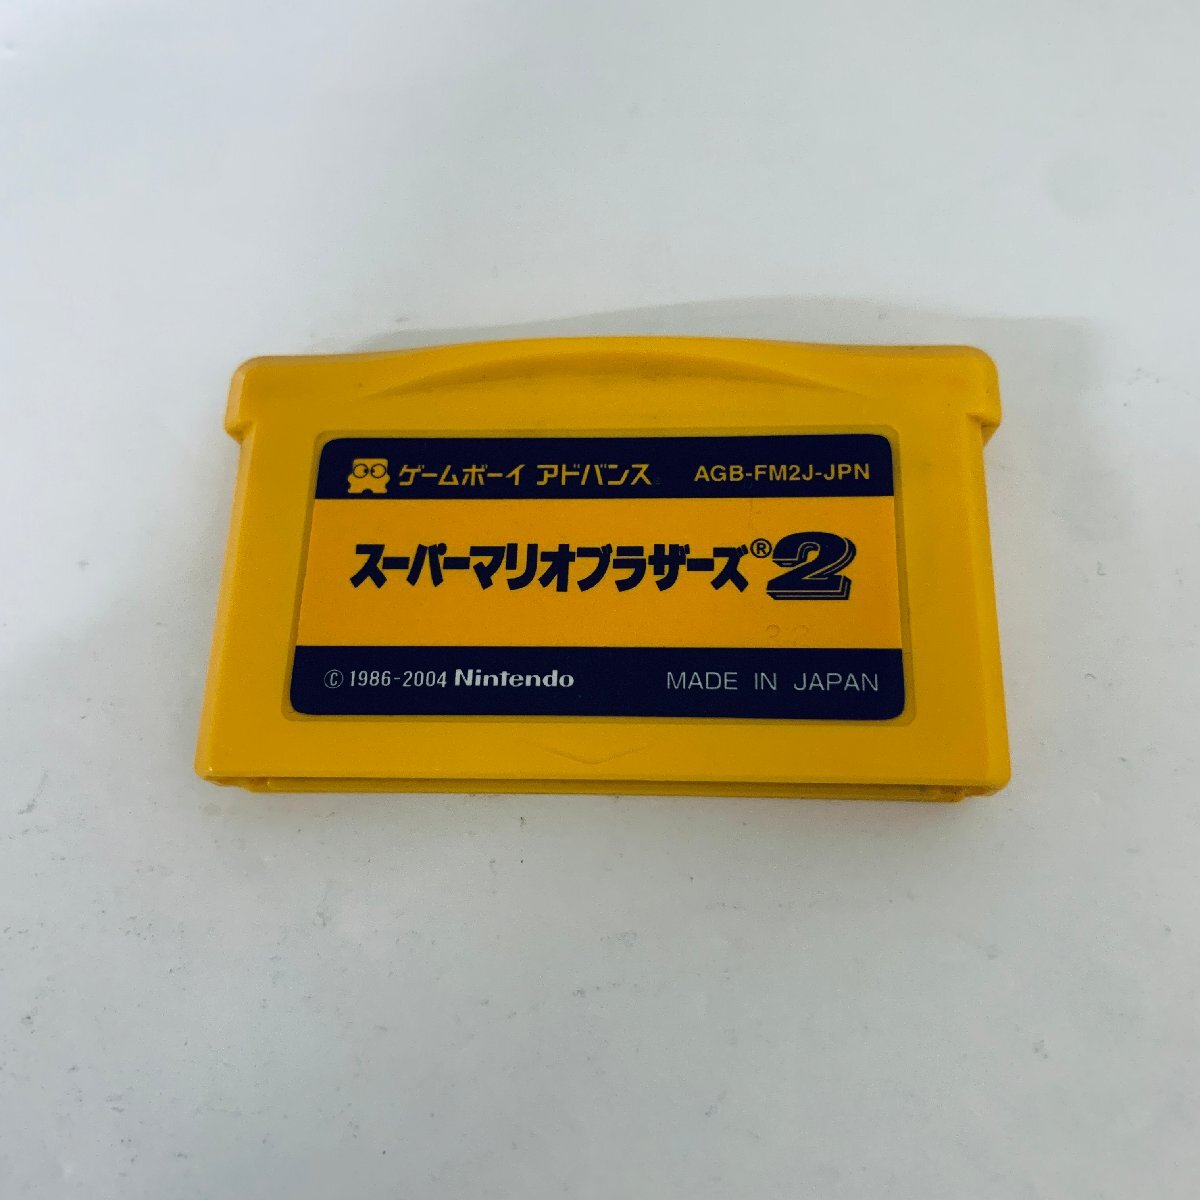 ゲームボーイ アドバンス AGB-FM2J-JPN
スーパーマリオブラザーズ®2
© 1986-2004 Nintendo MADE IN JAPAN